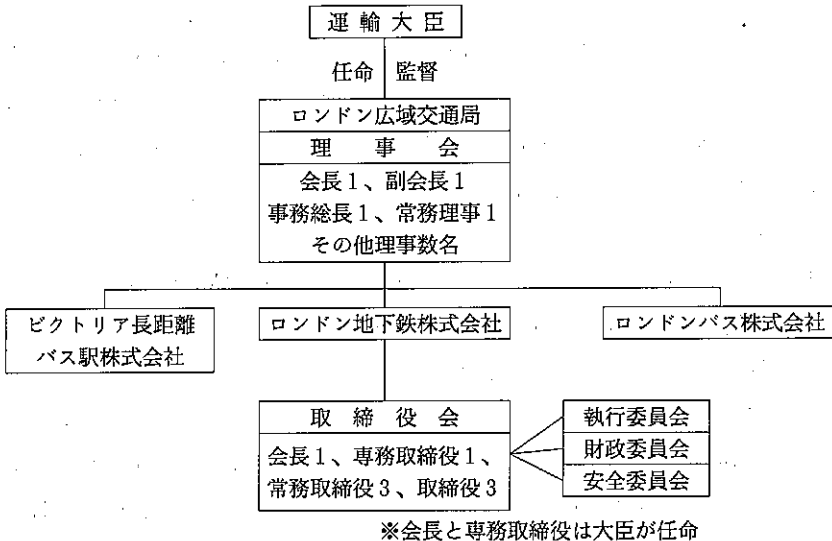 運輸大臣
任命 監督
ロンドン広域交通局
理事会
会長1、副会長1
事務総長1、常務理事1
その他理事数名
ビクトリア長距離
バス駅株式会社
ロンドン地下鉄株式会社
ロンドンバス株式会社
取締役会
会長1、専務取締役1、
常務取締役3、取締役3
執行委員会
財政委員会
安全委員会
※会長と専務取締役は大臣が任命